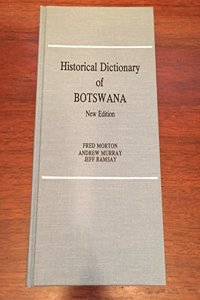 Historical Dictionary
of
BOTSWANA
New Edition
FRED MORTON
ANDREW MURRAY
JEFF RAMSAY